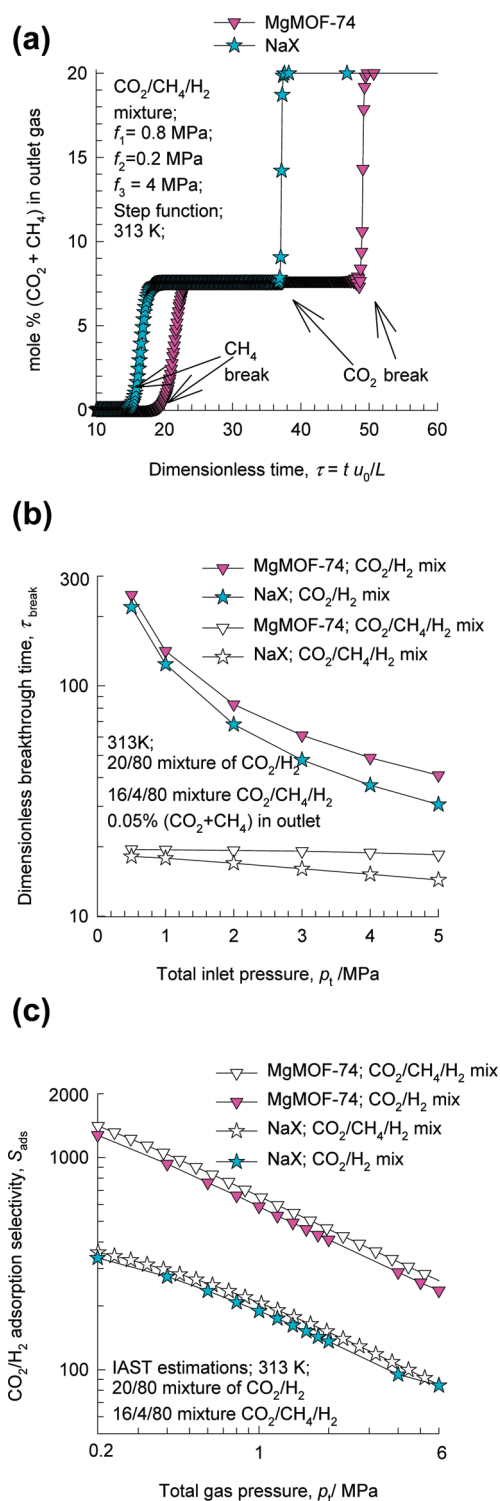 (a)
MgMOF-74
NaX
20
15
10
5
0
mole % (CO2 + CH4) in outlet gas
CO2/CH4/H2
mixture;
f1= 0.8 MPa;
f2=0.2 MPa
f3 = 4 MPa;
Step function;
313 K;
CH4
break
CO2 break
10 20 30 40 50 60
Dimensionless time, τ = t u0/L
(b)
MgMOF-74; CO2/H2 mix
NaX; CO2/H2 mix
MgMOF-74; CO2/CH4/H2 mix
NaX; CO2/CH4/H2 mix
300
100
10
Dimensionless breakthrough time, τbreak
313K;
20/80 mixture of CO2/H2
16/4/80 mixture CO2/CH4/H2
0.05% (CO2+CH4) in outlet
0 1 2 3 4 5
Total inlet pressure, pt /MPa
(c)
MgMOF-74; CO2/CH4/H2 mix
MgMOF-74; CO2/H2 mix
NaX; CO2/CH4/H2 mix
NaX; CO2/H2 mix
2000
1000
100
CO2/H2 adsorption selectivity, Sads
IAST estimations; 313 K;
20/80 mixture of CO2/H2
16/4/80 mixture CO2/CH4/H2
0.2 1 6
Total gas pressure, pt/ MPa